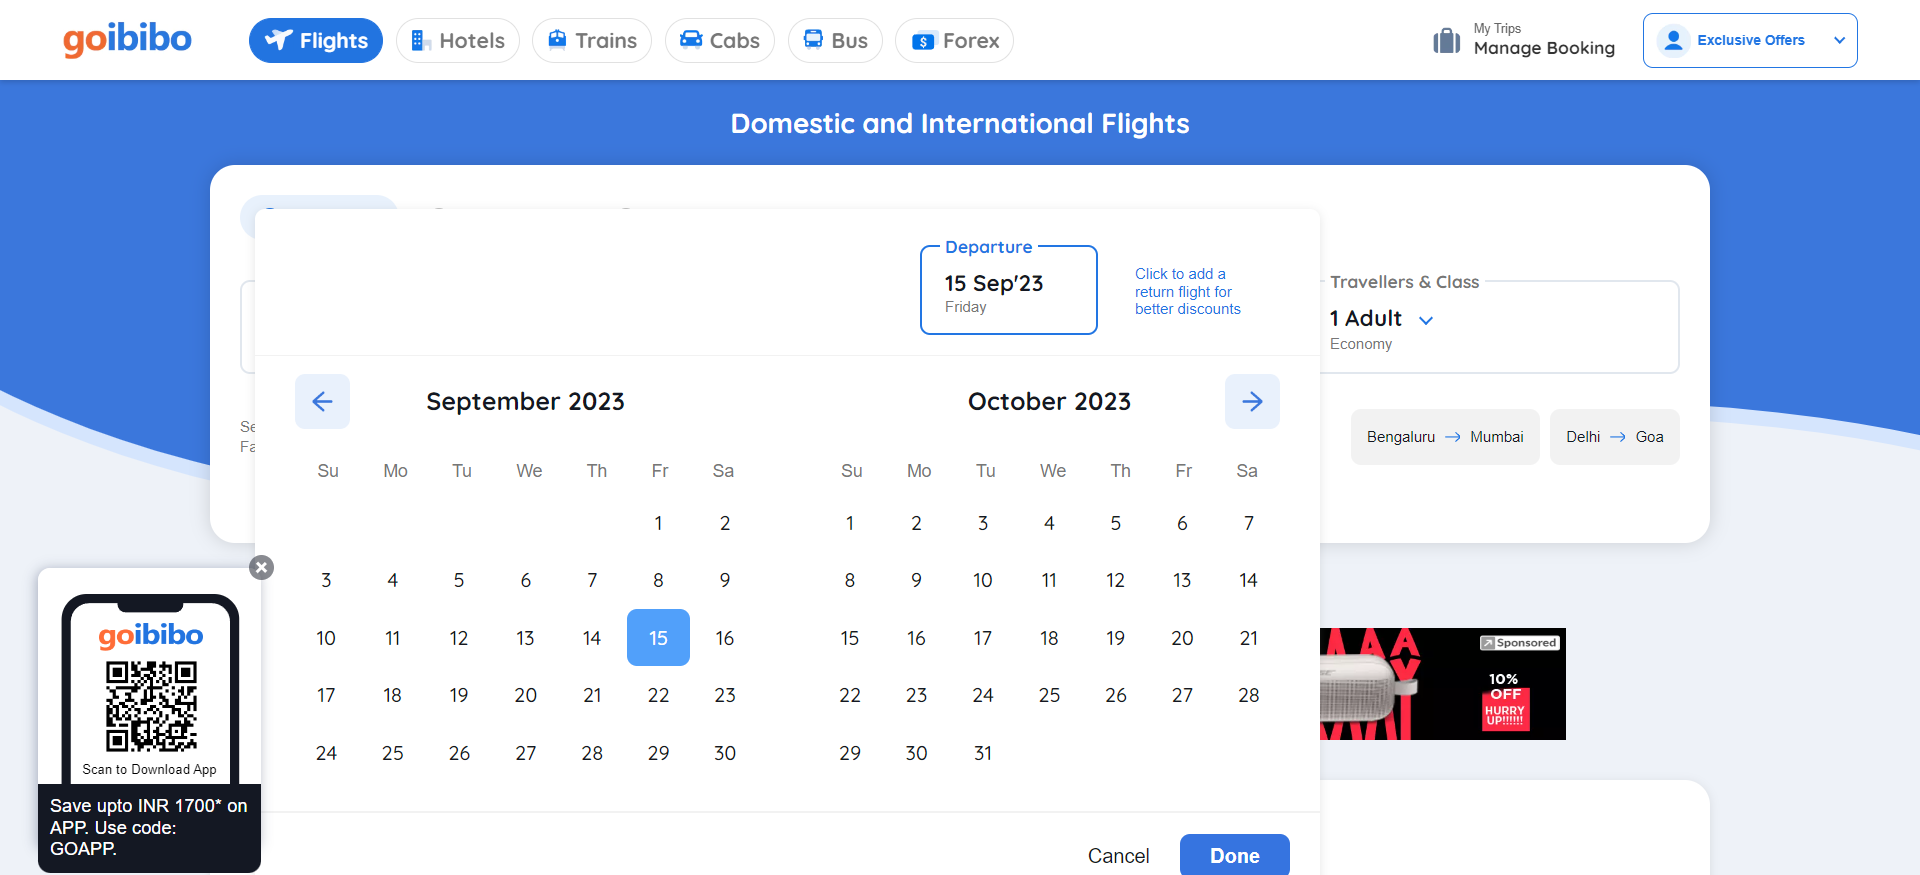 goibibo
Flights
Hotels
Trains
Cabs
Bus
Forex
My Trips
Manage Booking
Exclusive Offers
Domestic and International Flights
Departure
15 Sep'23
Friday
Click to add a
return flight for
better discounts
Travellers & Class
1 Adult
Economy
September 2023
October 2023
Bengaluru → Mumbai
Delhi → Goa
Su Mo Tu We Th Fr Sa
1 2
3 4 5 6 7 8 9
10 11 12 13 14 15 16
17 18 19 20 21 22 23
24 25 26 27 28 29 30
Su Mo Tu We Th Fr Sa
1 2 3 4 5 6 7
8 9 10 11 12 13 14
15 16 17 18 19 20 21
22 23 24 25 26 27 28
29 30 31
Sponsored
10%
OFF
HURRY
UP!!!!!!
goibibo
Scan to Download App
Save upto INR 1700* on
APP. Use code:
GOAPP.
Cancel
Done